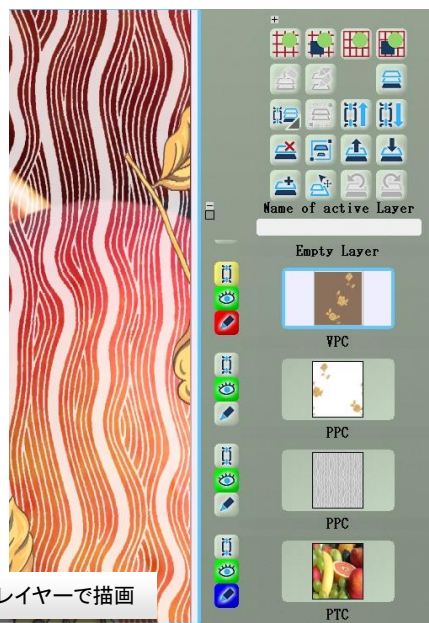 Name of active Layer
Empty Layer
VPC
PPC
PPC
PTC
レイヤーで描画